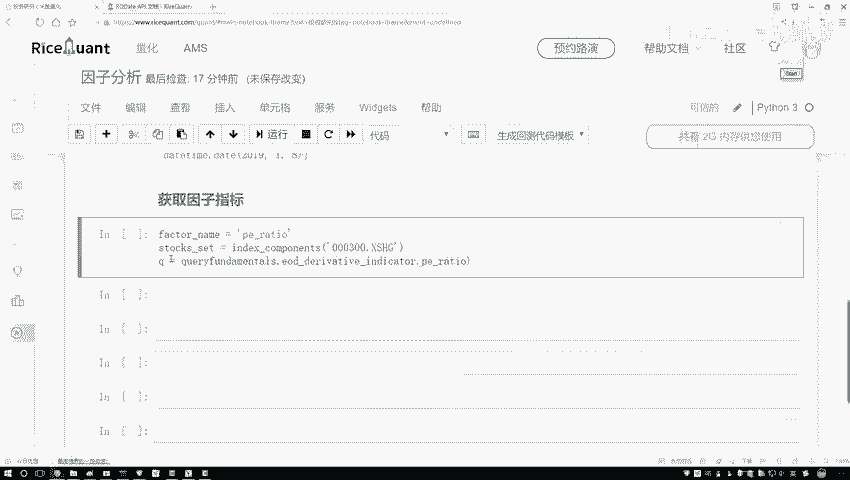 RiceQuant 量化 AMS 预约路演 帮助文档 社区
因子分析 最后检查: 17 分钟前 (未保存改变)
文件 编辑 查看 插入 单元格 服务 Widgets 帮助 可信的 Python 3
运行 代码 生成回测代码模板
datetime.date(2019, 1, 8)]
获取因子指标
In [ ]: factor_name = 'pe_ratio'
stocks_set = index_components('000300.XSHG')
q = queryfundamentals.eod_derivative_indicator.pe_ratio)
In [ ]:
In [ ]:
In [ ]:
In [ ]:
In [ ]: